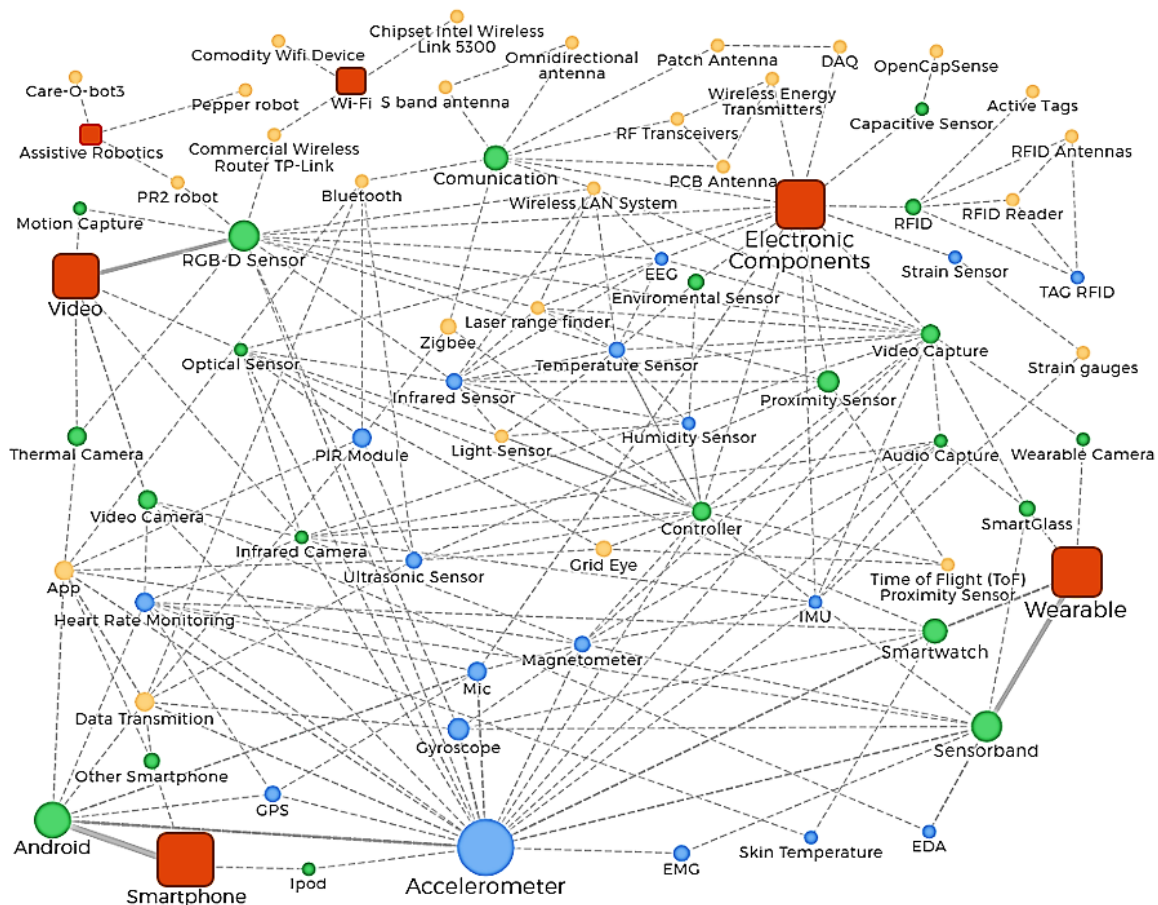 Chipset Intel Wireless
Link 5300
Comodity Wifi Device
Omnidirectional
antenna
Patch Antenna
DAQ
OpenCapSense
Care-O-bot3
Pepper robot
Wi-Fi
S band antenna
Wireless Energy
Transmitters
Active Tags
RF Transceivers
Capacitive Sensor
Assistive Robotics
Commercial Wireless
Router TP-Link
RFID Antennas
Comunication
PCB Antenna
PR2 robot
Bluetooth
Wireless LAN System
RFID Reader
Motion Capture
RFID
Electronic
Components
RGB-D Sensor
EEG
Strain Sensor
TAG RFID
Enviromental Sensor
Video
Laser range finder
Zigbee
Video Capture
Optical Sensor
Temperature Sensor
Strain gauges
Infrared Sensor
Proximity Sensor
Humidity Sensor
Thermal Camera
PIR Module
Light Sensor
Audio Capture
Wearable Camera
Video Camera
Controller
SmartGlass
Infrared Camera
Grid Eye
Ultrasonic Sensor
Time of Flight (ToF)
Proximity Sensor
App
Wearable
Heart Rate Monitoring
IMU
Magnetometer
Smartwatch
Mic
Data Transmition
Gyroscope
Sensorband
Other Smartphone
GPS
Android
Skin Temperature
EDA
EMG
Ipod
Accelerometer
Smartphone